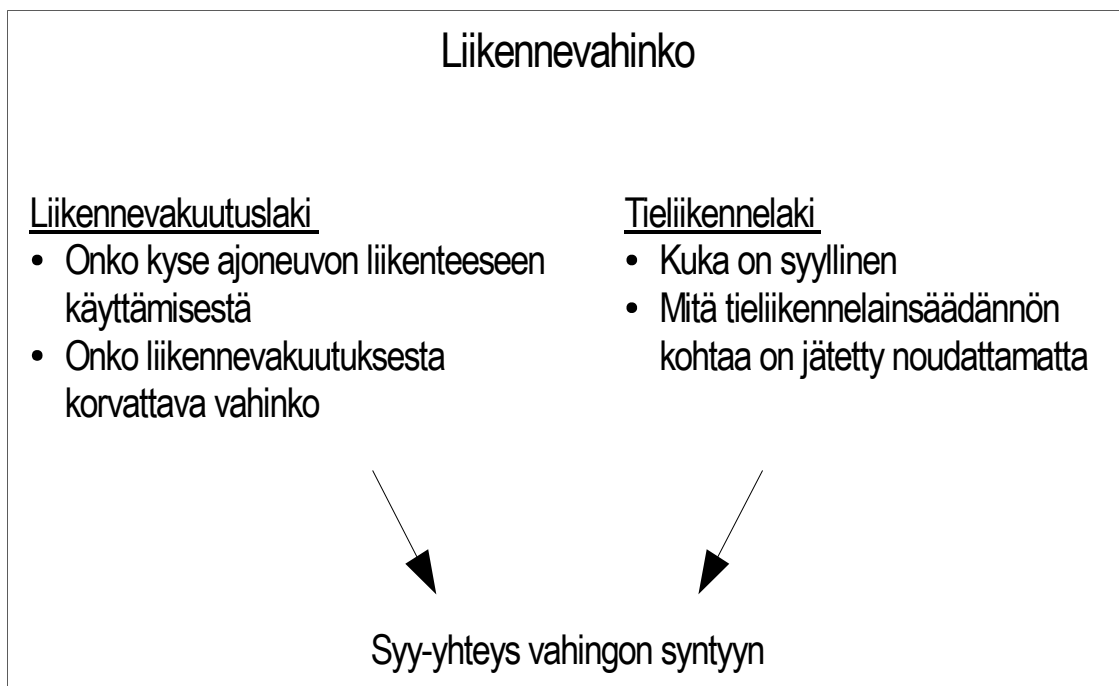 Liikennevahinko
Liikennevakuutuslaki
• Onko kyse ajoneuvon liikenteeseen
käyttämisestä
• Onko liikennevakuutuksesta
korvattava vahinko
Tieliikennelaki
• Kuka on syyllinen
• Mitä tieliikennelainsäädännön
kohtaa on jätetty noudattamatta
Syy-yhteys vahingon syntyyn